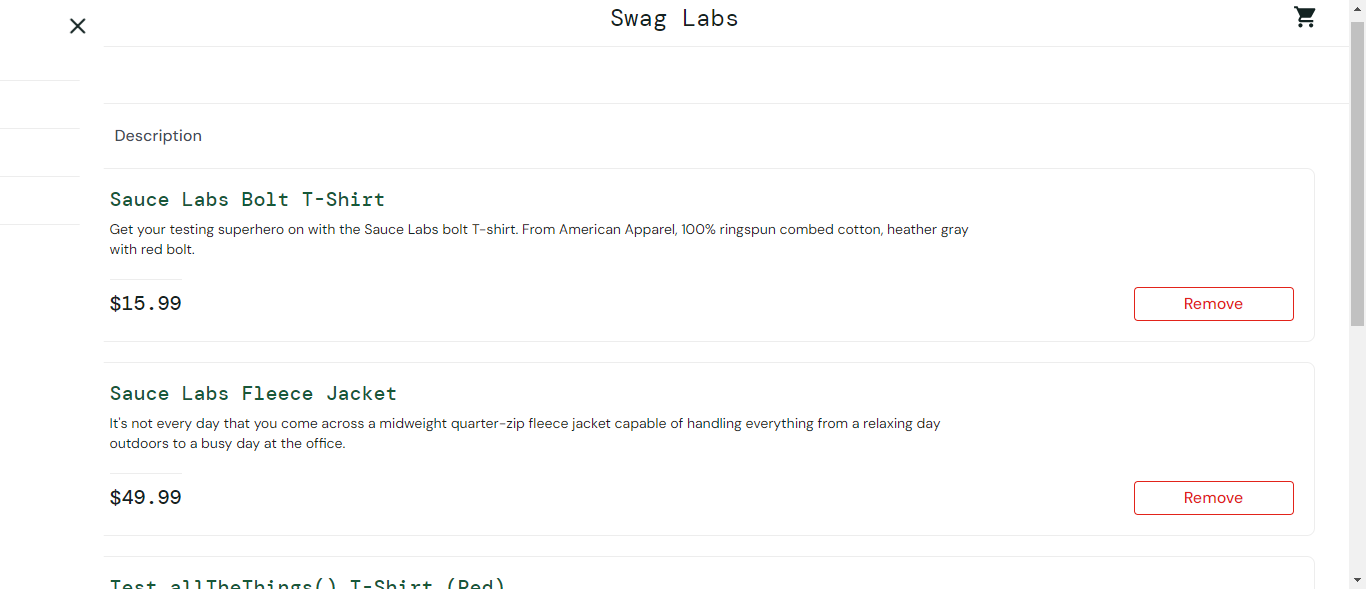 Swag Labs
Description
Sauce Labs Bolt T-Shirt
Get your testing superhero on with the Sauce Labs bolt T-shirt. From American Apparel, 100% ringspun combed cotton, heather gray
with red bolt.
$15.99
Remove
Sauce Labs Fleece Jacket
It's not every day that you come across a midweight quarter-zip fleece jacket capable of handling everything from a relaxing day
outdoors to a busy day at the office.
$49.99
Remove
Test.allTheThings() T-Shirt (Red)